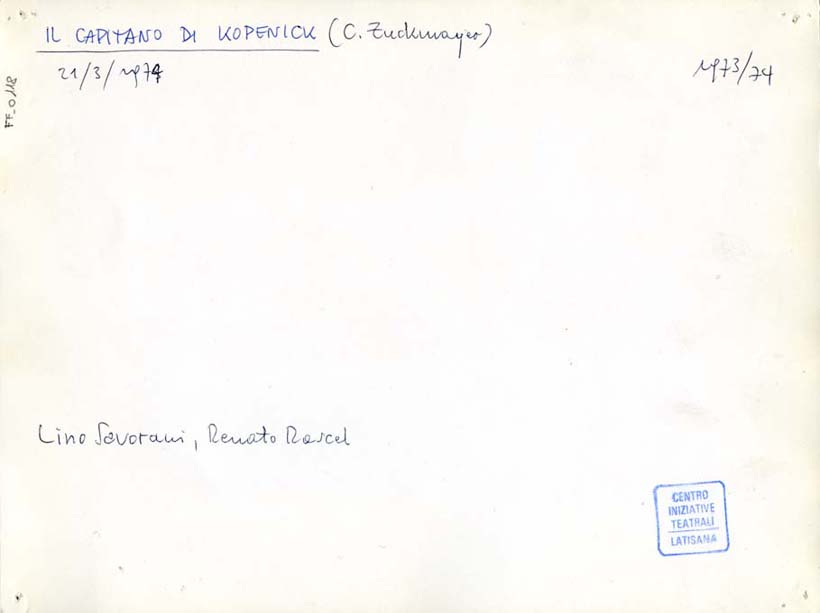 IL CAPITANO DI KOPENICK (C. Zuckmayer)
21/3/1974
1973/74
FF_0118
Lino Savorani, Renato Rascel
CENTRO
INIZIATIVE
TEATRALI
LATISANA